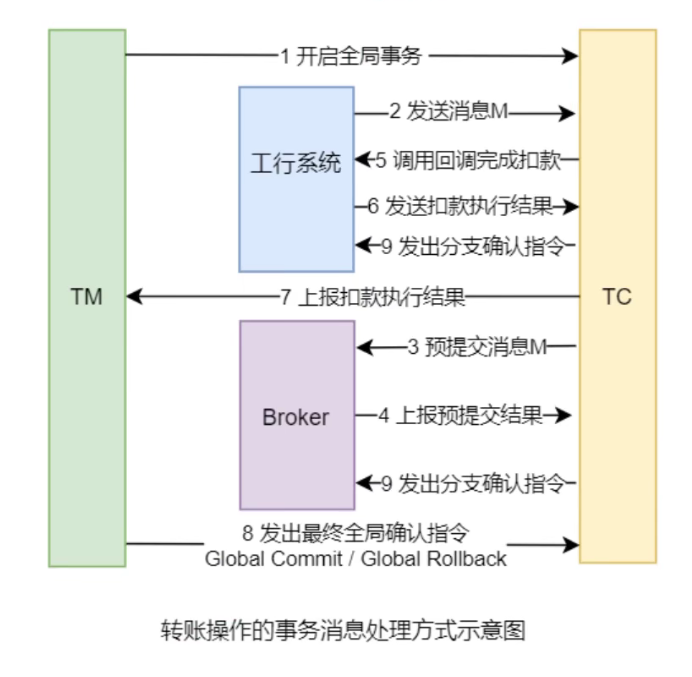 1 开启全局事务
2 发送消息M
工行系统
5 调用回调完成扣款
6 发送扣款执行结果
9 发出分支确认指令
TM
7 上报扣款执行结果
TC
3 预提交消息M
Broker
4 上报预提交结果
9 发出分支确认指令
8 发出最终全局确认指令
Global Commit / Global Rollback
转账操作的事务消息处理方式示意图